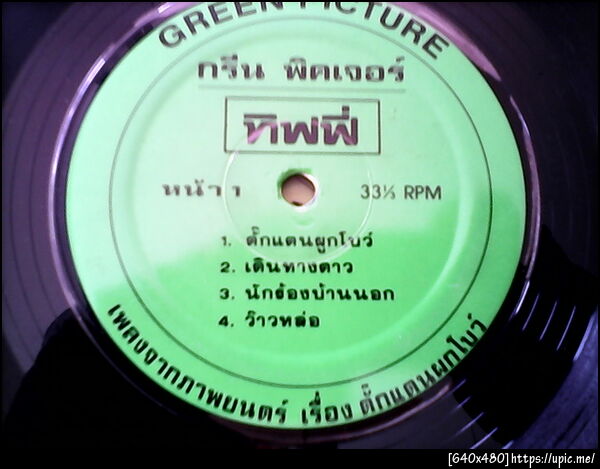 GREEN PICTURE
กรีน พิคเจอร์
ทิฟฟี่
หน้า 1
33⅓ RPM
1. ตั๊กแตนผูกโบว์
2. เดินทางดาว
3. นักร้องบ้านนอก
4. ว๊าวหล่อ
เพลงจากภาพยนตร์ เรื่อง ตั๊กแตนผูกโบว์
[640x480]https://upic.me/